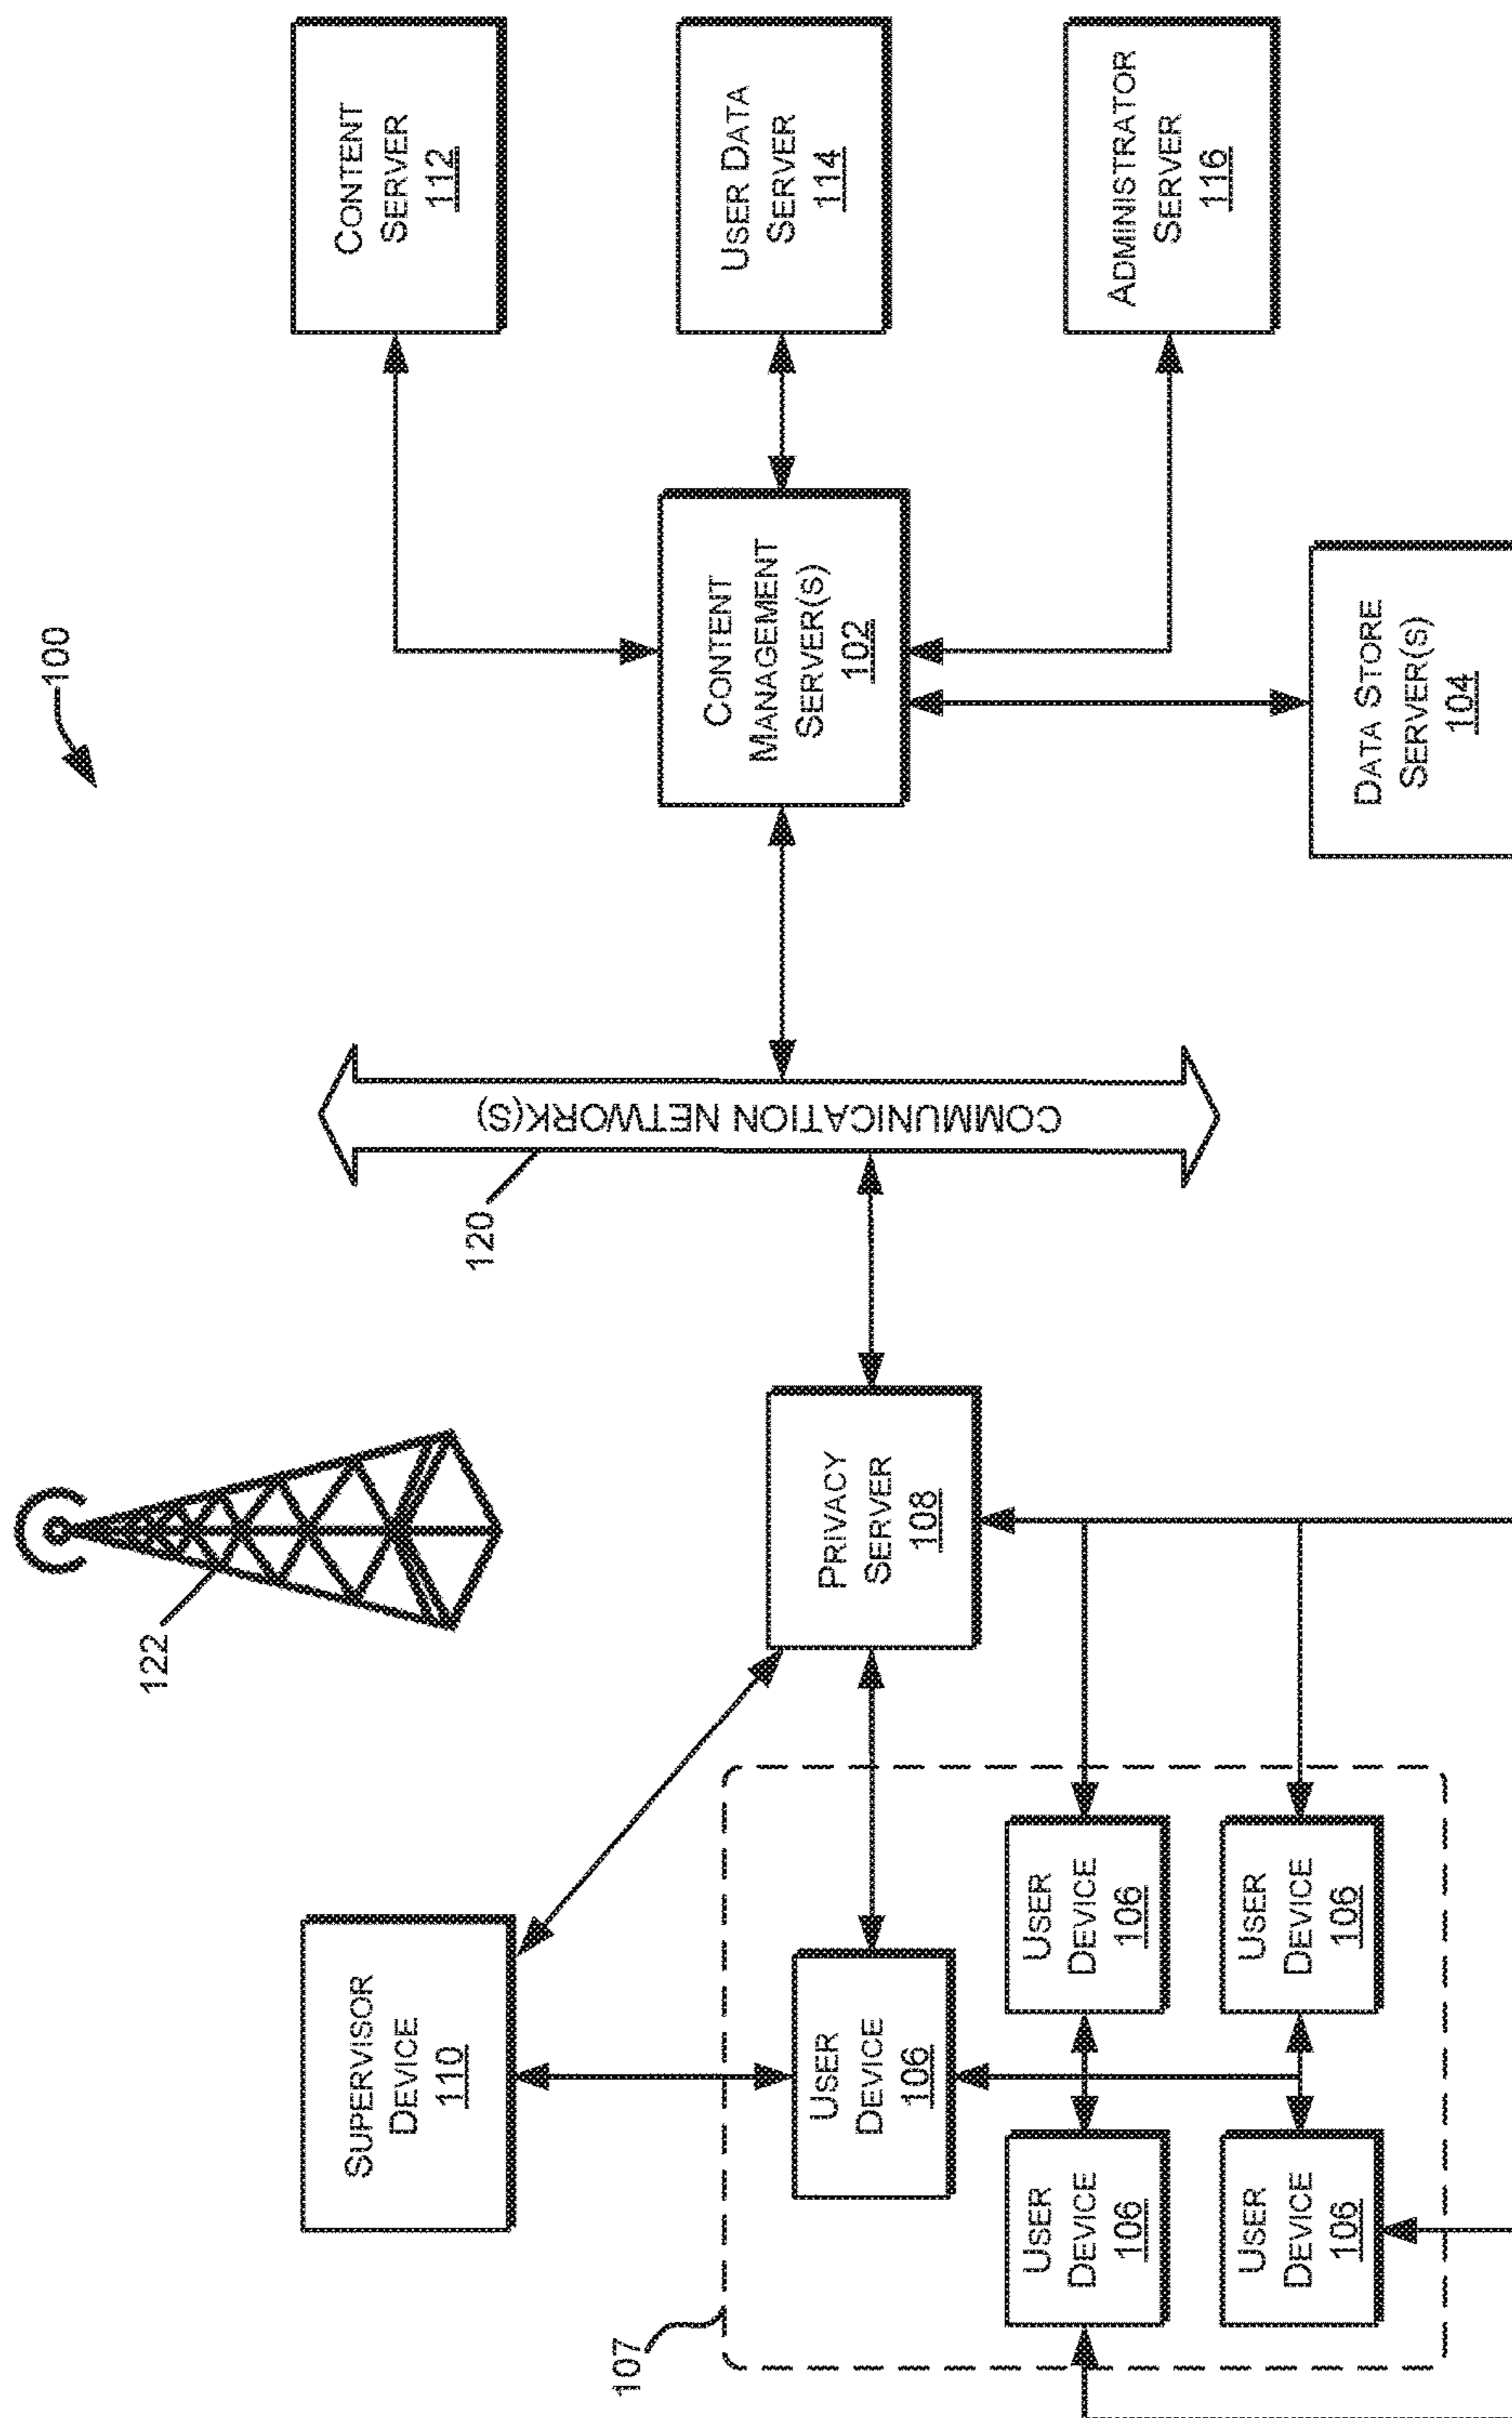 100
CONTENT
SERVER
112
USER DATA
SERVER
114
ADMINISTRATOR
SERVER
116
CONTENT
MANAGEMENT
SERVER(S)
102
DATA STORE
SERVER(S)
104
COMMUNICATION NETWORK(S)
120
122
PRIVACY
SERVER
108
SUPERVISOR
DEVICE
110
107
USER
DEVICE
106
USER
DEVICE
106
USER
DEVICE
106
USER
DEVICE
106
USER
DEVICE
106